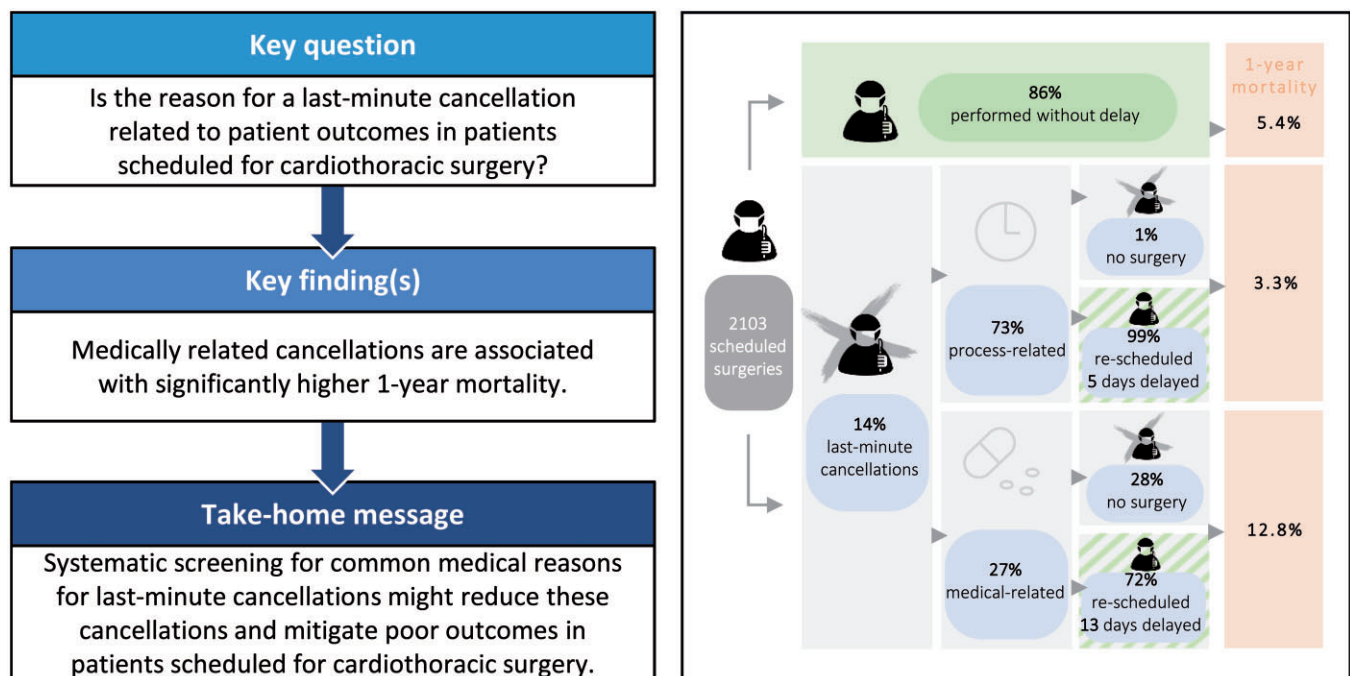 Key question
Is the reason for a last-minute cancellation
related to patient outcomes in patients
scheduled for cardiothoracic surgery?
Key finding(s)
Medically related cancellations are associated
with significantly higher 1-year mortality.
Take-home message
Systematic screening for common medical reasons
for last-minute cancellations might reduce these
cancellations and mitigate poor outcomes in
patients scheduled for cardiothoracic surgery.
2103
scheduled
surgeries
86%
performed without delay
1-year
mortality
5.4%
14%
last-minute
cancellations
73%
process-related
1%
no surgery
99%
re-scheduled
5 days delayed
3.3%
27%
medical-related
28%
no surgery
72%
re-scheduled
13 days delayed
12.8%